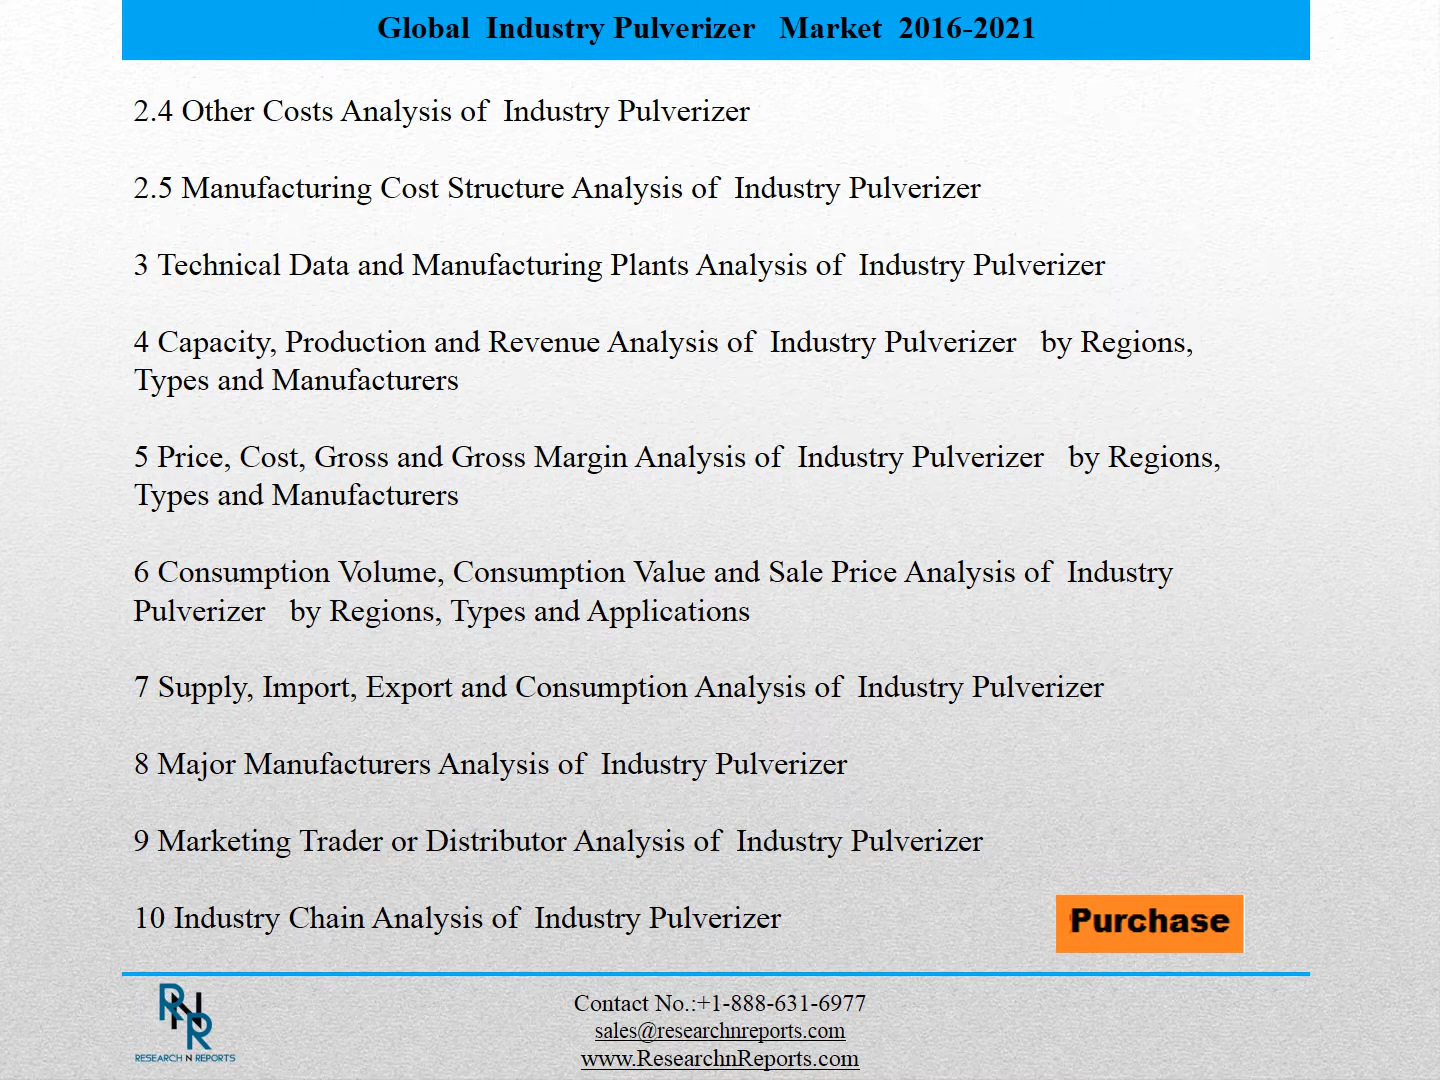 Global Industry Pulverizer Market 2016-2021
2.4 Other Costs Analysis of Industry Pulverizer
2.5 Manufacturing Cost Structure Analysis of Industry Pulverizer
3 Technical Data and Manufacturing Plants Analysis of Industry Pulverizer
4 Capacity, Production and Revenue Analysis of Industry Pulverizer by Regions,
Types and Manufacturers
5 Price, Cost, Gross and Gross Margin Analysis of Industry Pulverizer by Regions,
Types and Manufacturers
6 Consumption Volume, Consumption Value and Sale Price Analysis of Industry
Pulverizer by Regions, Types and Applications
7 Supply, Import, Export and Consumption Analysis of Industry Pulverizer
8 Major Manufacturers Analysis of Industry Pulverizer
9 Marketing Trader or Distributor Analysis of Industry Pulverizer
10 Industry Chain Analysis of Industry Pulverizer
Purchase
RNR
RESEARCH N REPORTS
Contact No.:+1-888-631-6977
sales@researchnreports.com
www.ResearchnReports.com